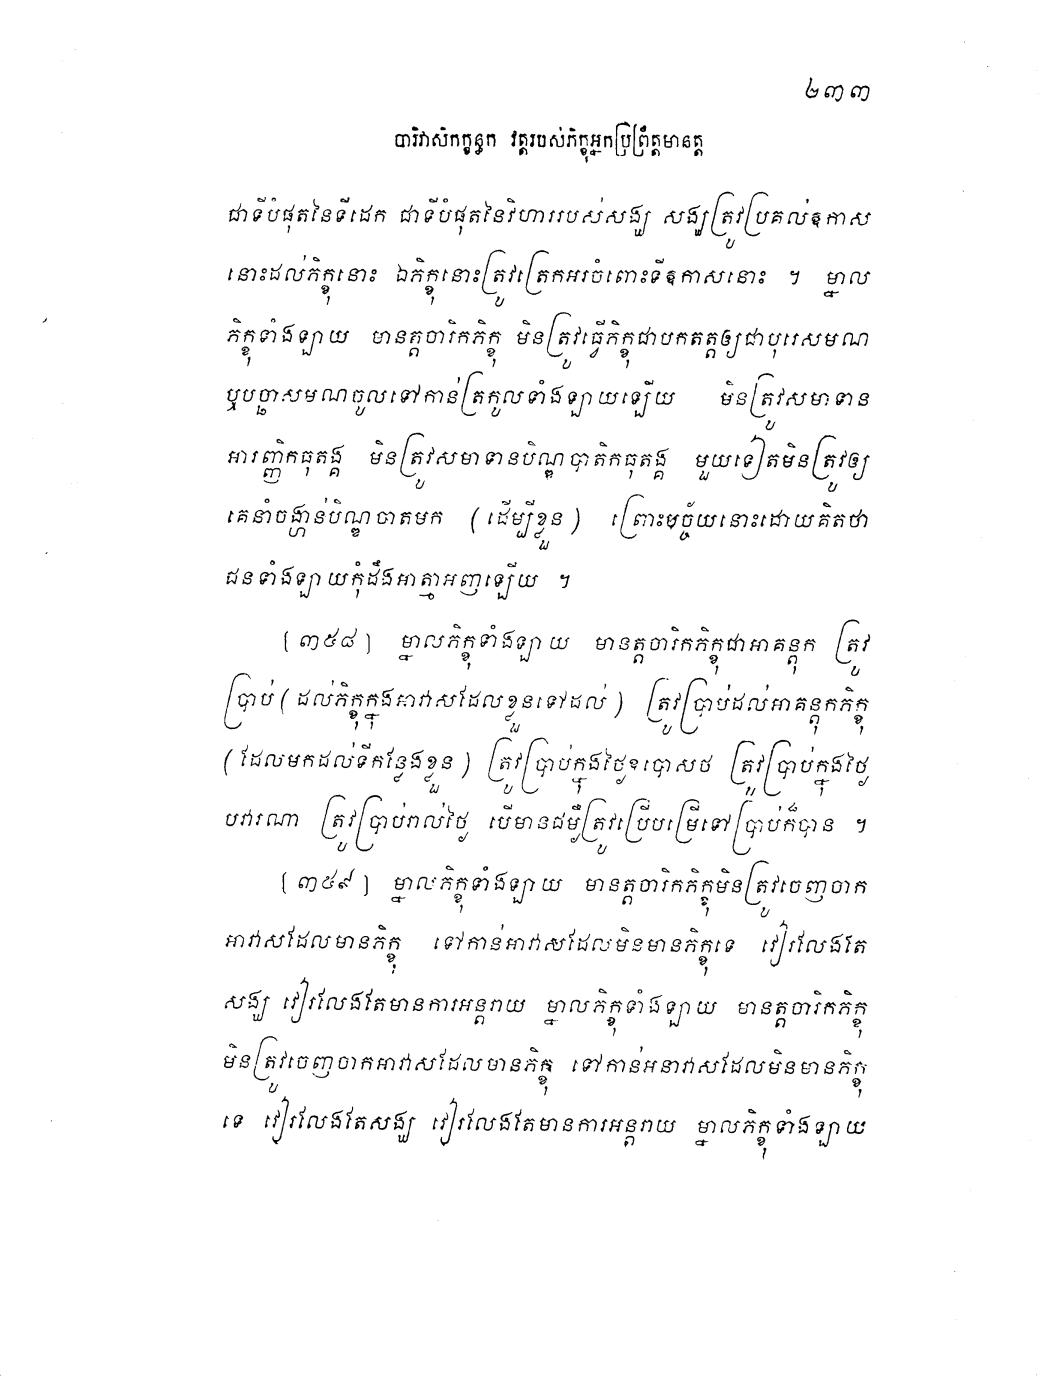 ២៣៣
បារិវាសិកក្ខន្ធក វត្តរបស់ភិក្ខុអ្នកប្រព្រឹត្តមានត្ត
ជាទីបំផុតនៃទីដេក ជាទីបំផុតនៃវិហាររបស់សង្ឃ សង្ឃត្រូវប្រគល់ឱកាស
នោះដល់ភិក្ខុនោះ ឯភិក្ខុនោះត្រូវត្រេកអរចំពោះទីឱកាសនោះ ។ ម្នាល
ភិក្ខុទាំងឡាយ មានត្តចារិកភិក្ខុ មិនត្រូវធ្វើភិក្ខុជាបកតត្តឲ្យជាបុរេសមណ
ឬបច្ឆាសមណចូលទៅកាន់ត្រកូលទាំងឡាយឡើយ មិនត្រូវសមាទាន
អារញ្ញិកធុតង្គ មិនត្រូវសមាទានបិណ្ឌបាតិកធុតង្គ មួយទៀតមិនត្រូវឲ្យ
គេនាំចង្ហាន់បិណ្ឌបាតមក (ដើម្បីខ្លួន) ព្រោះបច្ច័យនោះដោយគិតថា
ជនទាំងឡាយកុំដឹងអាត្មាអញឡើយ ។
[៣៥៨] ម្នាលភិក្ខុទាំងឡាយ មានត្តចារិកភិក្ខុជាអាគន្តុក ត្រូវ
ប្រាប់ (ដល់ភិក្ខុក្នុងអាវាសដែលខ្លួនទៅដល់) ត្រូវប្រាប់ដល់អាគន្តុកភិក្ខុ
(ដែលមកដល់ទីកន្លែងខ្លួន) ត្រូវប្រាប់ក្នុងថ្ងៃឧបោសថ ត្រូវប្រាប់ក្នុងថ្ងៃ
បវារណា ត្រូវប្រាប់រាល់ថ្ងៃ បើមានជម្ងឺត្រូវប្រើបម្រើទៅប្រាប់ក៏បាន ។
[៣៥៩] ម្នាលភិក្ខុទាំងឡាយ មានត្តចារិកភិក្ខុមិនត្រូវចេញចាក
អាវាសដែលមានភិក្ខុ ទៅកាន់អាវាសដែលមិនមានភិក្ខុទេ វៀរលែងតែ
សង្ឃ វៀរលែងតែមានការអន្តរាយ ម្នាលភិក្ខុទាំងឡាយ មានត្តចារិកភិក្ខុ
មិនត្រូវចេញចាកអាវាសដែលមានភិក្ខុ ទៅកាន់អនាវាសដែលមិនមានភិក្ខុ
ទេ វៀរលែងតែសង្ឃ វៀរលែងតែមានការអន្តរាយ ម្នាលភិក្ខុទាំងឡាយ